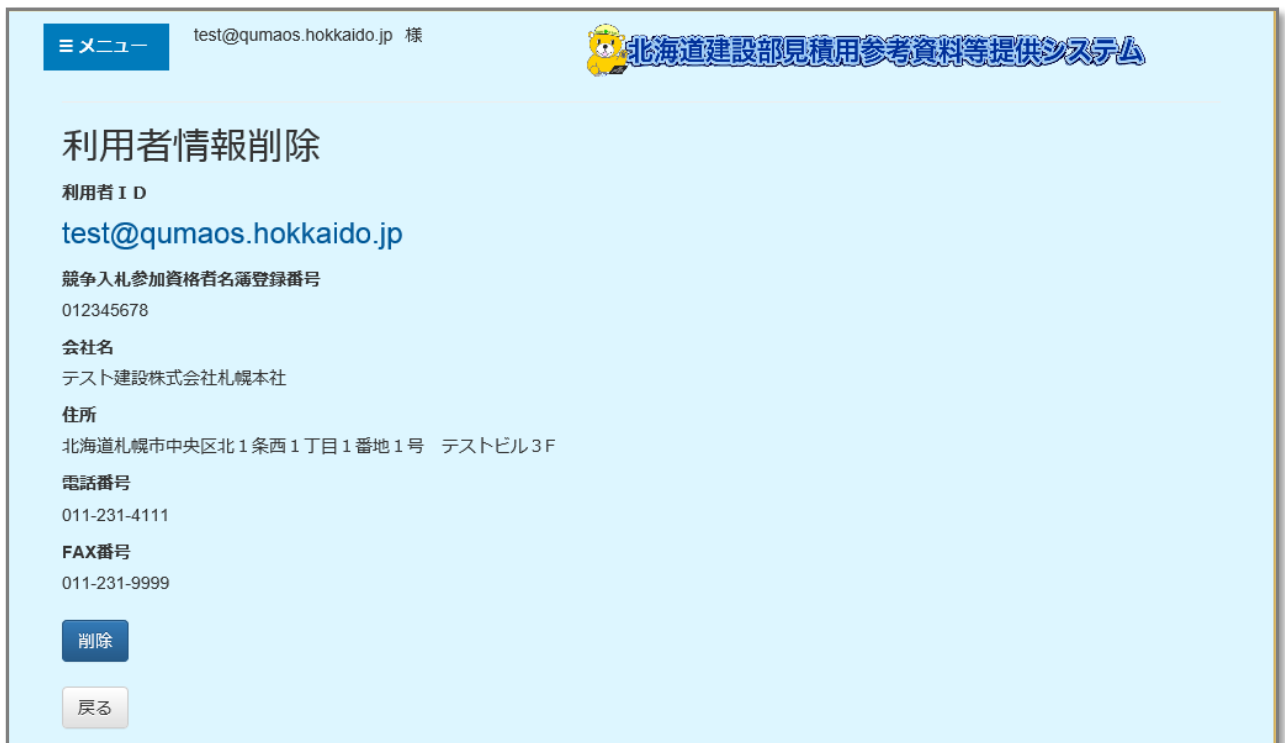 ≡ メニュー
test@qumaos.hokkaido.jp 様
北海道建設部見積用参考資料等提供システム
利用者情報削除
利用者ＩＤ
test@qumaos.hokkaido.jp
競争入札参加資格者名簿登録番号
012345678
会社名
テスト建設株式会社札幌本社
住所
北海道札幌市中央区北１条西１丁目１番地１号　テストビル３Ｆ
電話番号
011-231-4111
FAX番号
011-231-9999
削除
戻る